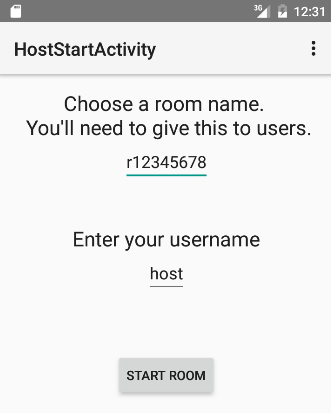 3G 12:31
HostStartActivity
Choose a room name.
You'll need to give this to users.
r12345678
Enter your username
host
START ROOM